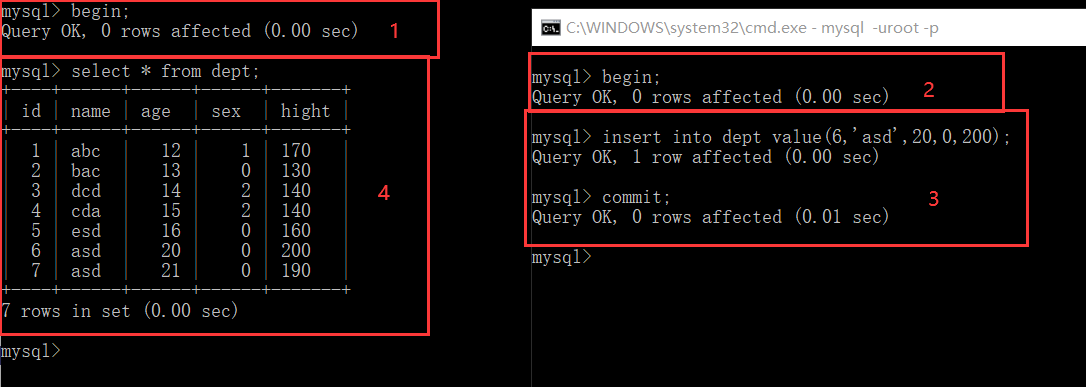 mysql> begin;
Query OK, 0 rows affected (0.00 sec)
1
mysql> select * from dept;
+----+------+------+------+-------+
| id | name | age | sex | hight |
+----+------+------+------+-------+
| 1 | abc | 12 | 1 | 170 |
| 2 | bac | 13 | 0 | 130 |
| 3 | dcd | 14 | 2 | 140 |
| 4 | cda | 15 | 2 | 140 |
| 5 | esd | 16 | 0 | 160 |
| 6 | asd | 20 | 0 | 200 |
| 7 | asd | 21 | 0 | 190 |
+----+------+------+------+-------+
7 rows in set (0.00 sec)
4
mysql>
C:\WINDOWS\system32\cmd.exe - mysql -uroot -p
mysql> begin;
Query OK, 0 rows affected (0.00 sec)
2
mysql> insert into dept value(6,'asd',20,0,200);
Query OK, 1 row affected (0.00 sec)
mysql> commit;
Query OK, 0 rows affected (0.01 sec)
3
mysql>